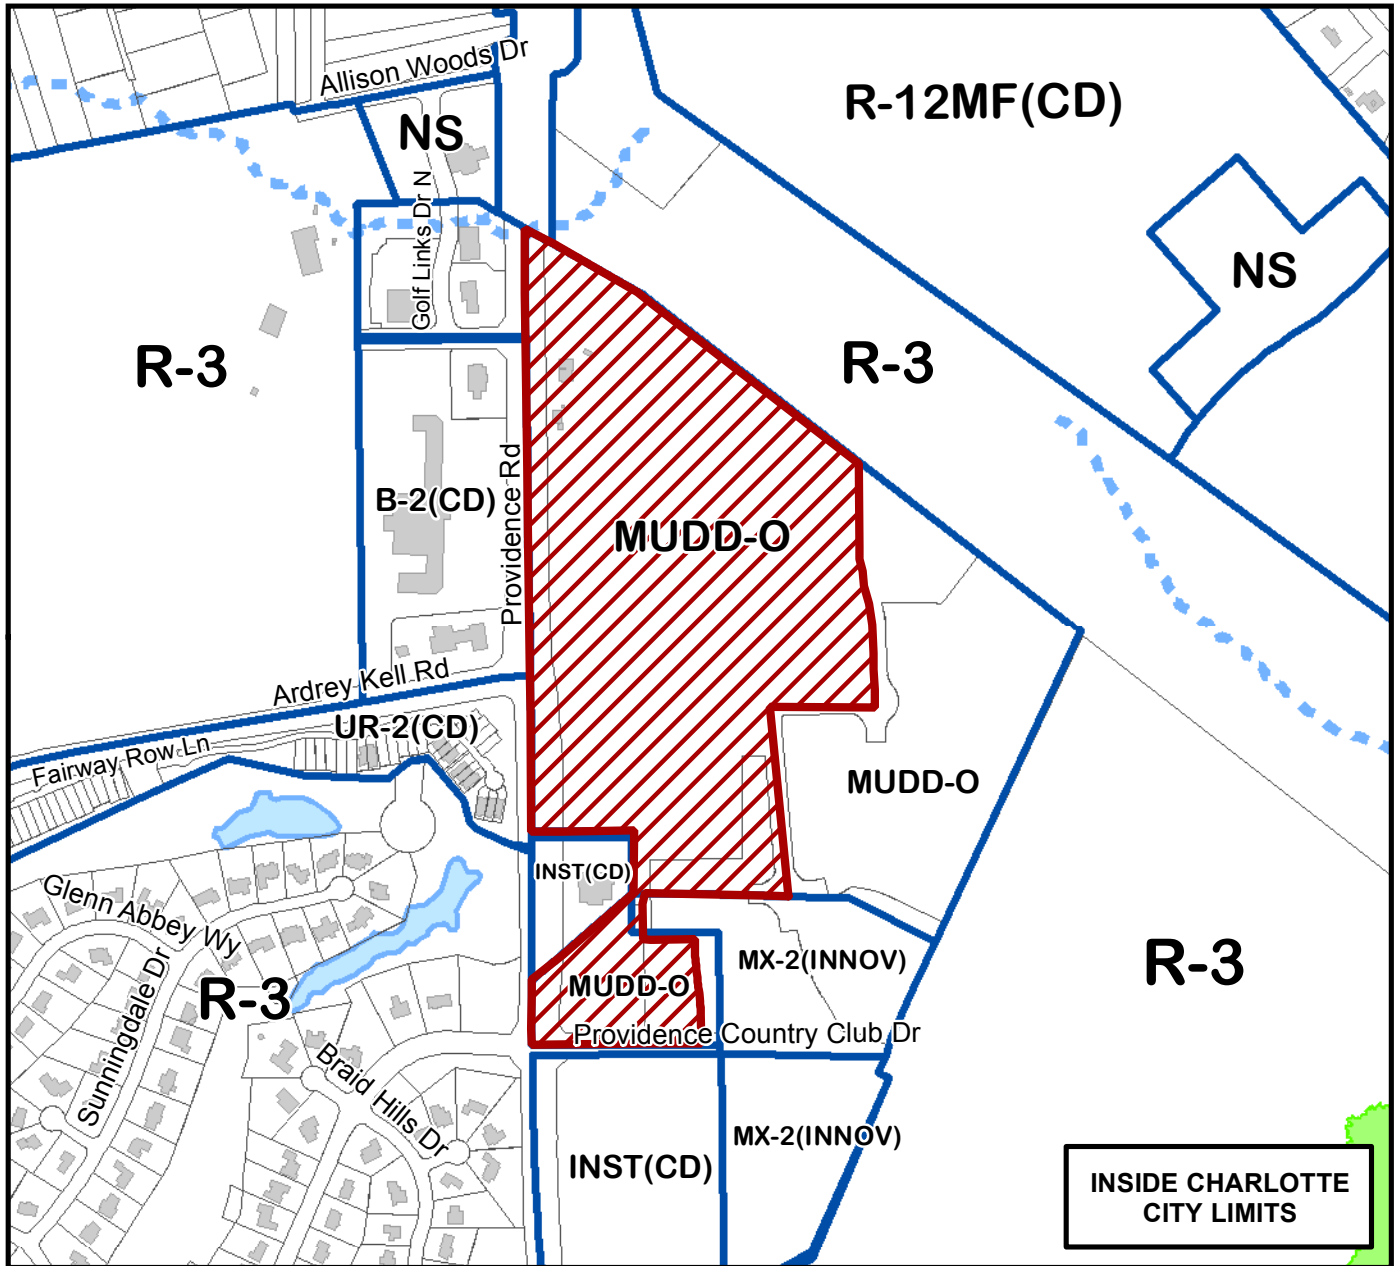 Allison Woods Dr
R-12MF(CD)
NS
Golf Links Dr N
NS
R-3
R-3
B-2(CD)
Providence Rd
MUDD-O
Ardrey Kell Rd
UR-2(CD)
Fairway Row Ln
MUDD-O
INST(CD)
Glenn Abbey Wy
MX-2(INNOV)
R-3
R-3
MUDD-O
Sunningdale Dr
Providence Country Club Dr
Braid Hills Dr
MX-2(INNOV)
INST(CD)
INSIDE CHARLOTTE
CITY LIMITS